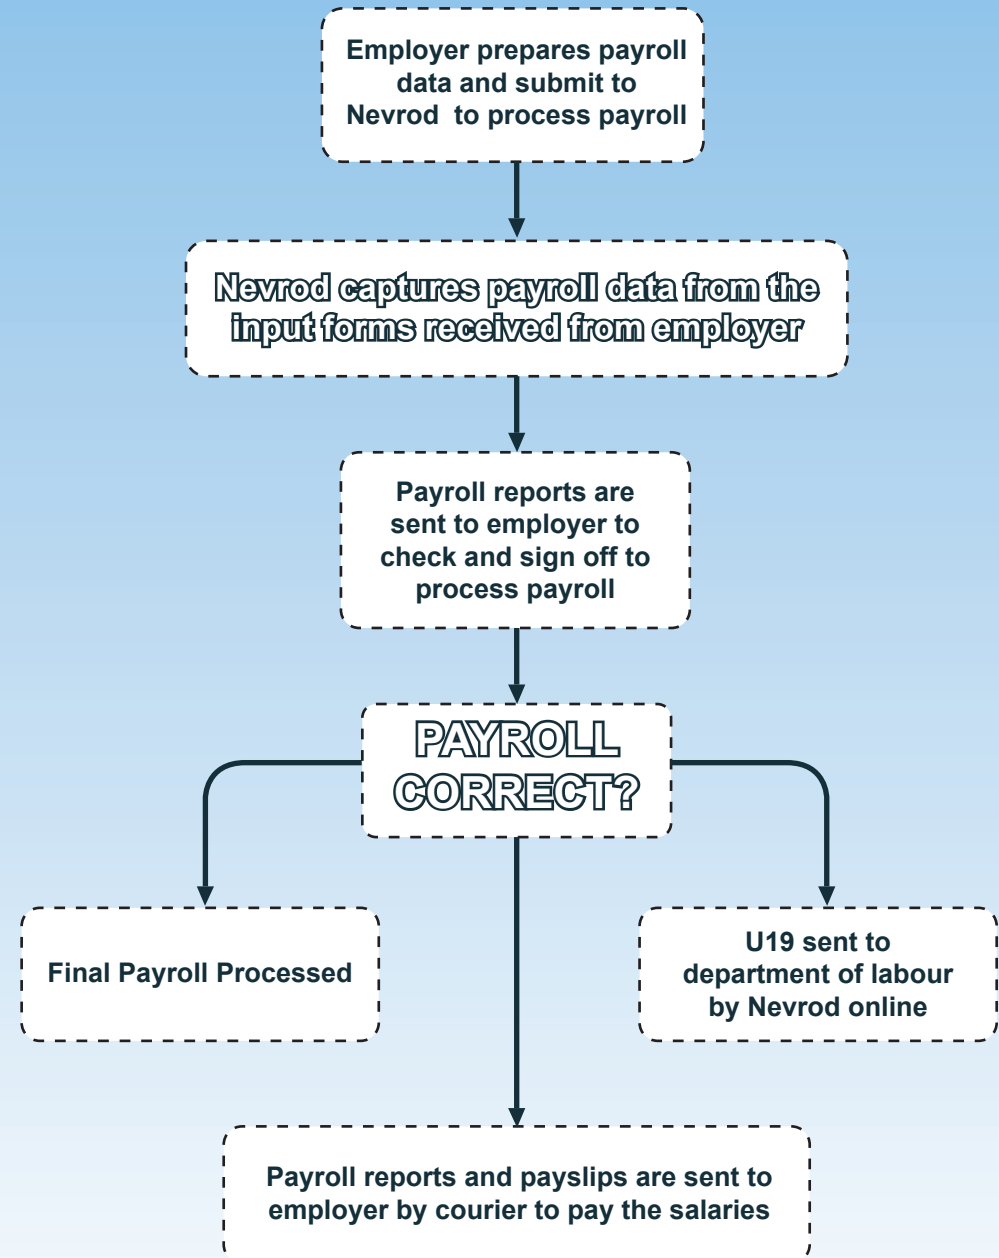 Employer prepares payroll
data and submit to
Nevrod to process payroll
Nevrod captures payroll data from the
input forms received from employer
Payroll reports are
sent to employer to
check and sign off to
process payroll
PAYROLL
CORRECT?
Final Payroll Processed
U19 sent to
department of labour
by Nevrod online
Payroll reports and payslips are sent to
employer by courier to pay the salaries